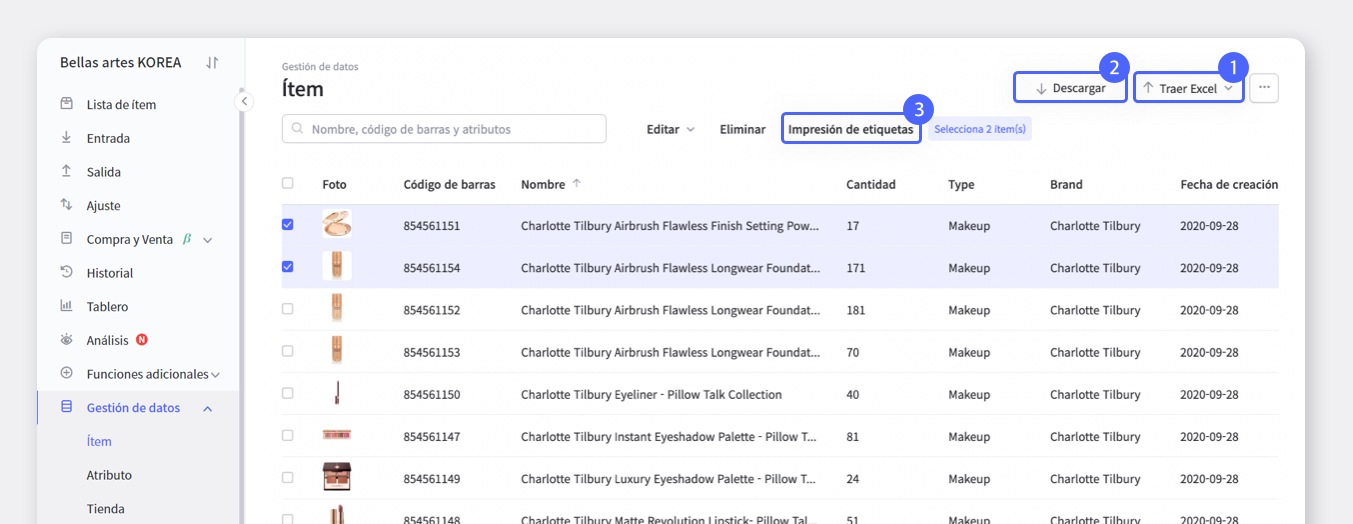 Bellas artes KOREA
Lista de ítem
Entrada
Salida
Ajuste
Compra y Venta β
Historial
Tablero
Análisis N
Funciones adicionales
Gestión de datos
Ítem
Atributo
Tienda
Gestión de datos
Ítem
2
1
Descargar
Traer Excel
...
3
Nombre, código de barras y atributos
Editar
Eliminar
Impresión de etiquetas
Selecciona 2 ítem(s)
Foto Código de barras Nombre Cantidad Type Brand Fecha de creación
854561151 Charlotte Tilbury Airbrush Flawless Finish Setting Pow... 17 Makeup Charlotte Tilbury 2020-09-28
854561154 Charlotte Tilbury Airbrush Flawless Longwear Foundat... 171 Makeup Charlotte Tilbury 2020-09-28
854561152 Charlotte Tilbury Airbrush Flawless Longwear Foundat... 181 Makeup Charlotte Tilbury 2020-09-28
854561153 Charlotte Tilbury Airbrush Flawless Longwear Foundat... 70 Makeup Charlotte Tilbury 2020-09-28
854561150 Charlotte Tilbury Eyeliner - Pillow Talk Collection 40 Makeup Charlotte Tilbury 2020-09-28
854561147 Charlotte Tilbury Instant Eyeshadow Palette - Pillow T... 81 Makeup Charlotte Tilbury 2020-09-28
854561149 Charlotte Tilbury Luxury Eyeshadow Palette - Pillow T... 24 Makeup Charlotte Tilbury 2020-09-28
854561148 Charlotte Tilbury Matte Revolution Lipstick- Pillow Tal... 51 Makeup Charlotte Tilbury 2020-09-28